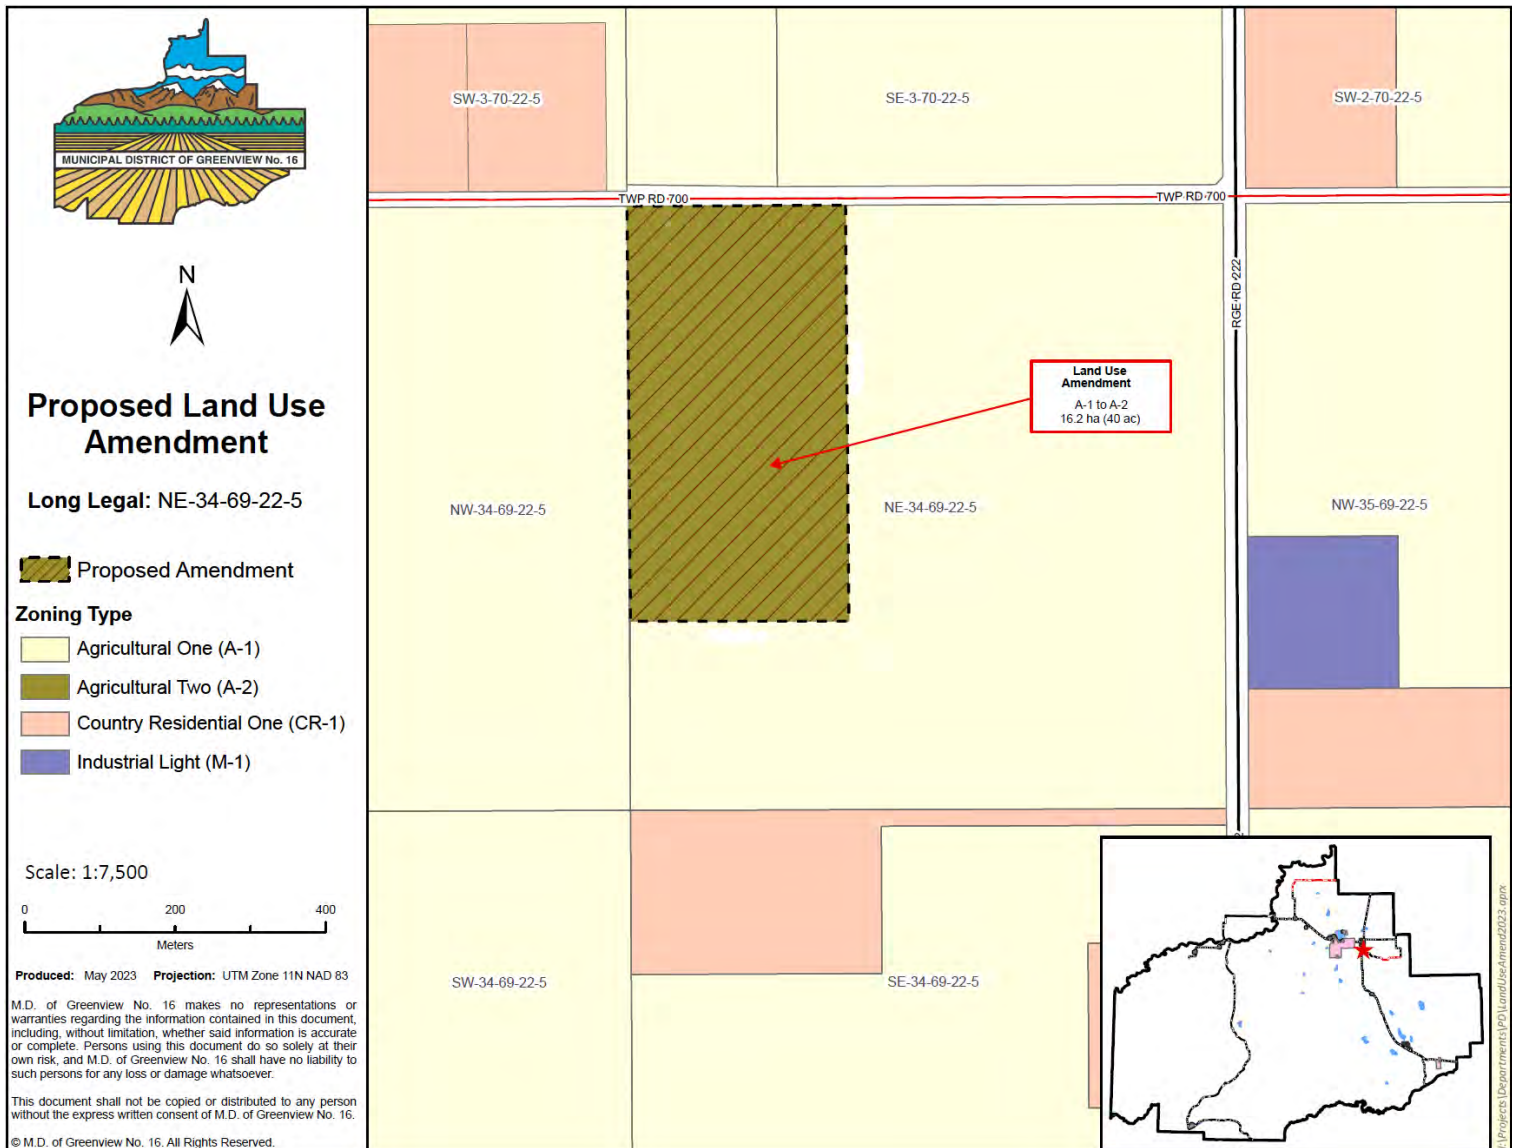 MUNICIPAL DISTRICT OF GREENVIEW No. 16
N
Proposed Land Use
Amendment
Long Legal: NE-34-69-22-5
Proposed Amendment
Zoning Type
Agricultural One (A-1)
Agricultural Two (A-2)
Country Residential One (CR-1)
Industrial Light (M-1)
Scale: 1:7,500
0 200 400
Meters
Produced: May 2023 Projection: UTM Zone 11N NAD 83
M.D. of Greenview No. 16 makes no representations or
warranties regarding the information contained in this document,
including, without limitation, whether said information is accurate
or complete. Persons using this document do so solely at their
own risk, and M.D. of Greenview No. 16 shall have no liability to
such persons for any loss or damage whatsoever.
This document shall not be copied or distributed to any person
without the express written consent of M.D. of Greenview No. 16.
© M.D. of Greenview No. 16. All Rights Reserved.
SW-3-70-22-5
SE-3-70-22-5
SW-2-70-22-5
TWP RD 700
TWP RD 700
RGE RD 222
Land Use
Amendment
A-1 to A-2
16.2 ha (40 ac)
NW-34-69-22-5
NE-34-69-22-5
NW-35-69-22-5
SW-34-69-22-5
SE-34-69-22-5
:\Projects\Departments\PD\LandUseAmend2023.aprx